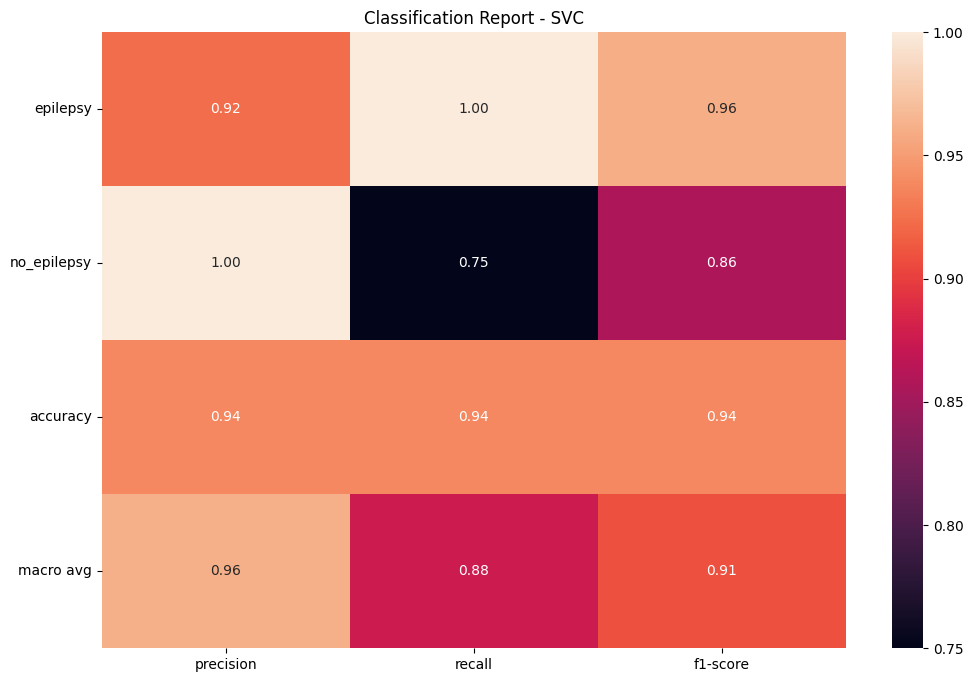 Classification Report - SVC
epilepsy 0.92 1.00 0.96
no_epilepsy 1.00 0.75 0.86
accuracy 0.94 0.94 0.94
macro avg 0.96 0.88 0.91
precision recall f1-score
1.00
0.95
0.90
0.85
0.80
0.75